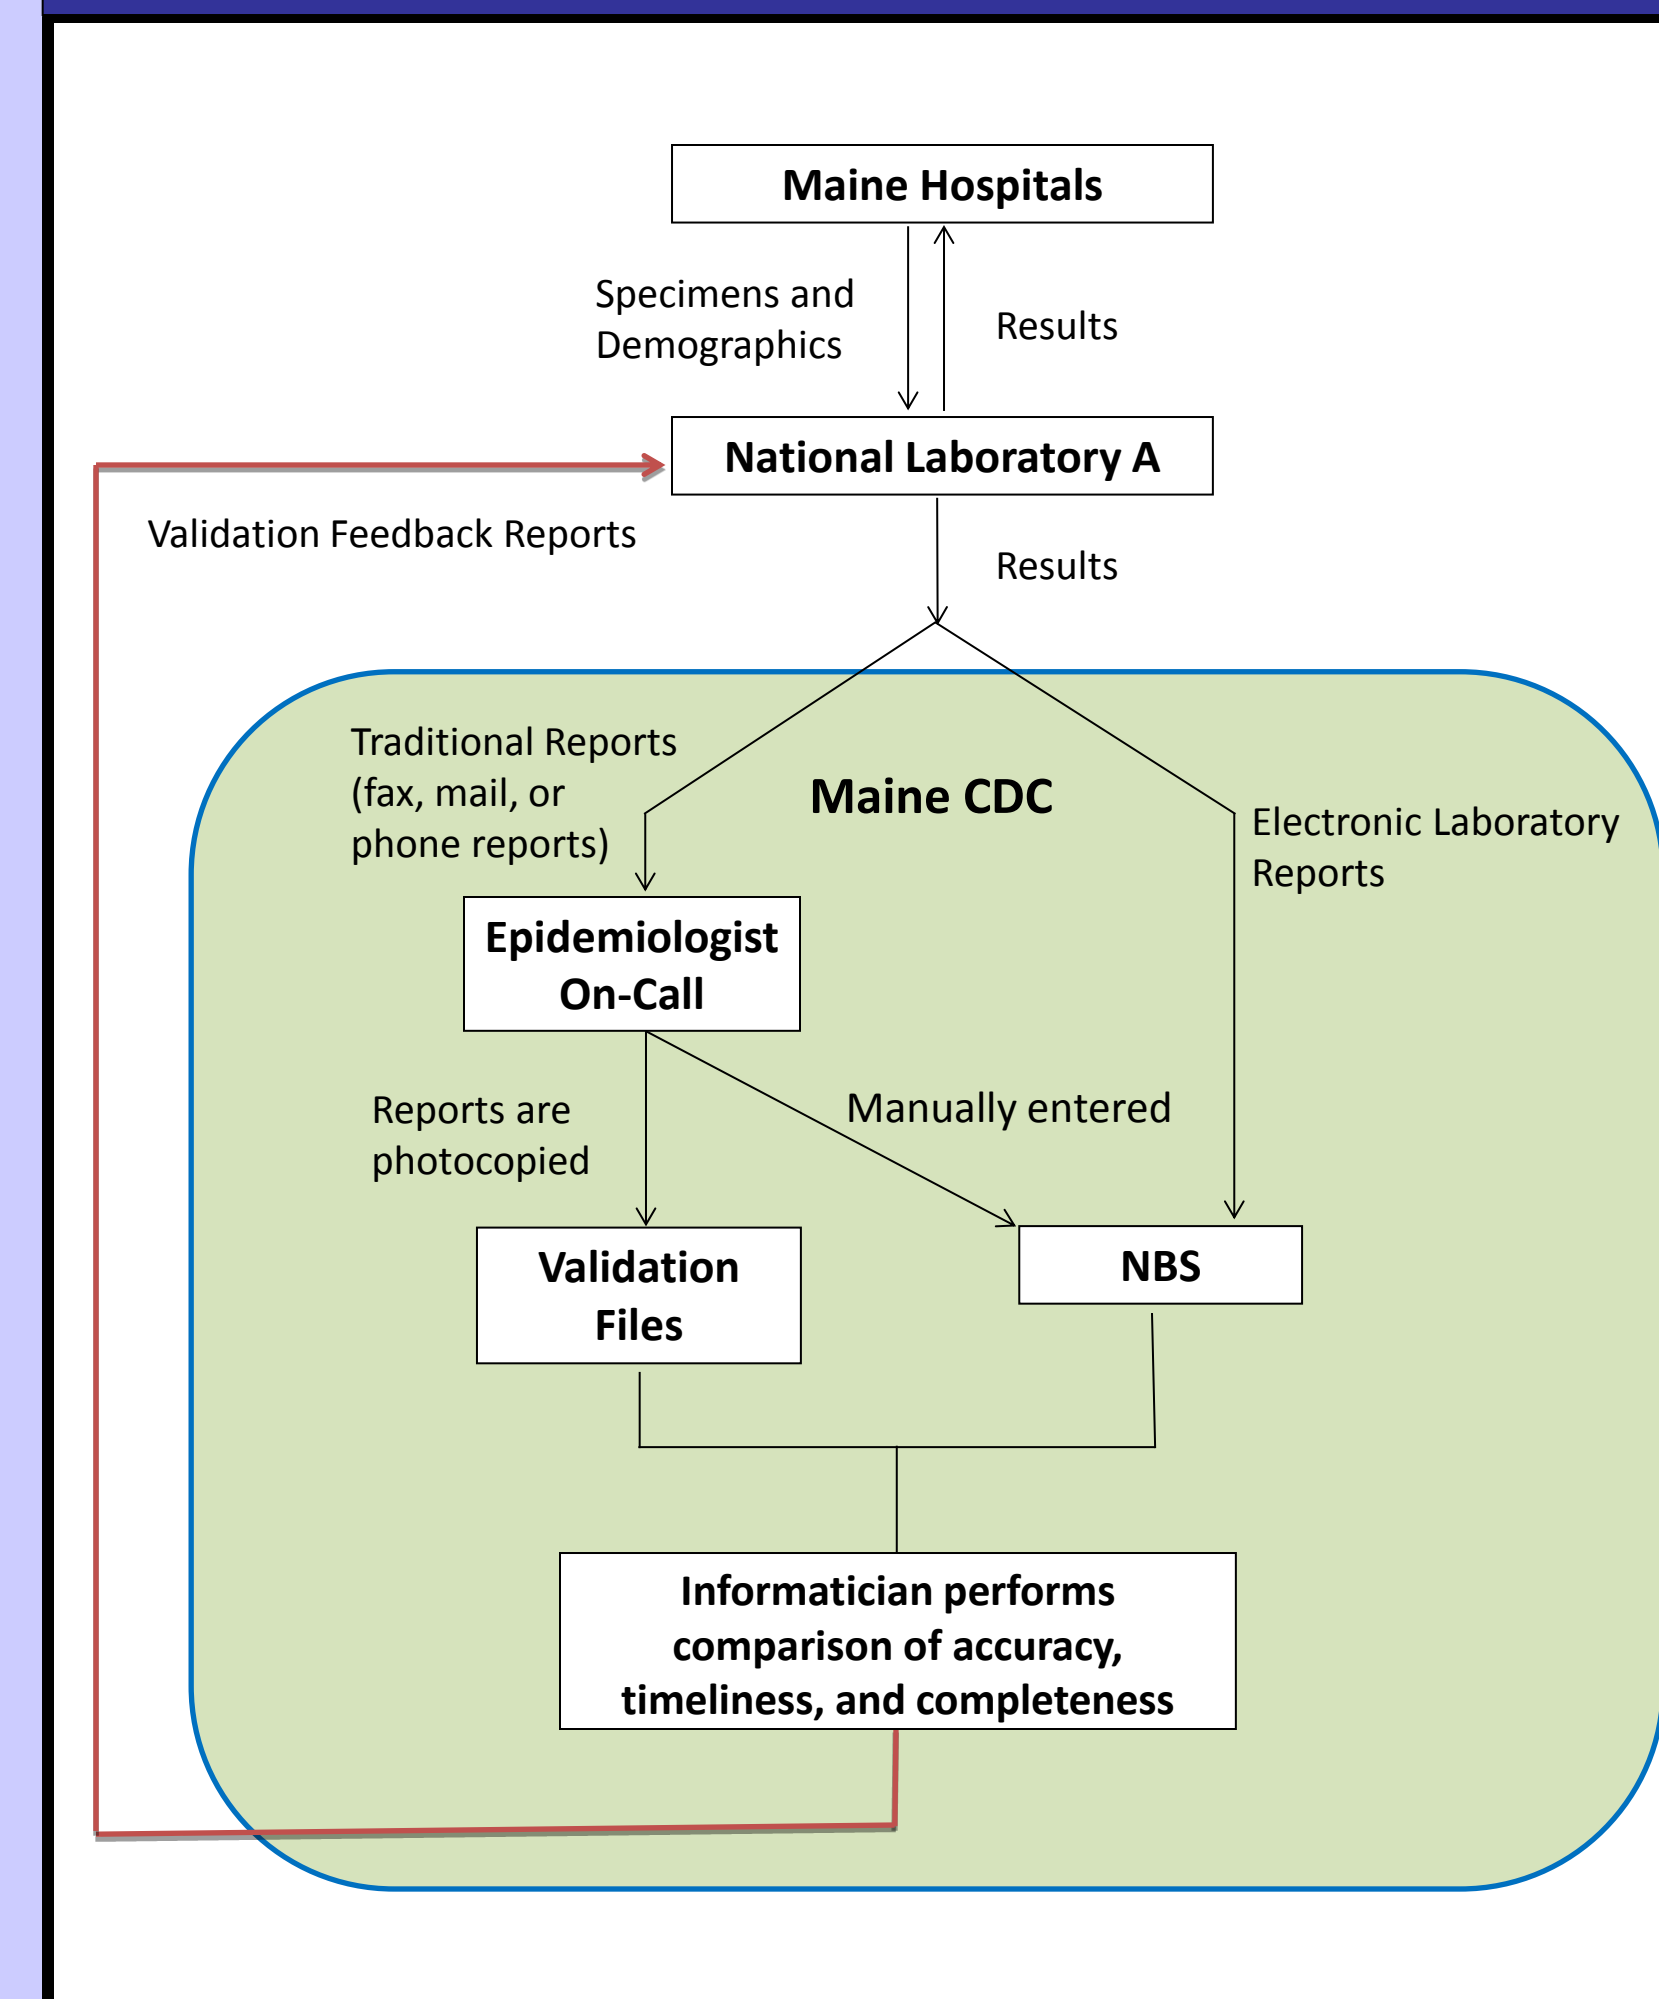 Maine Hospitals
Specimens and
Demographics
Results
National Laboratory A
Validation Feedback Reports
Results
Traditional Reports
(fax, mail, or
phone reports)
Maine CDC
Electronic Laboratory
Reports
Epidemiologist
On-Call
Reports are
photocopied
Manually entered
Validation
Files
NBS
Informatician performs
comparison of accuracy,
timeliness, and completeness